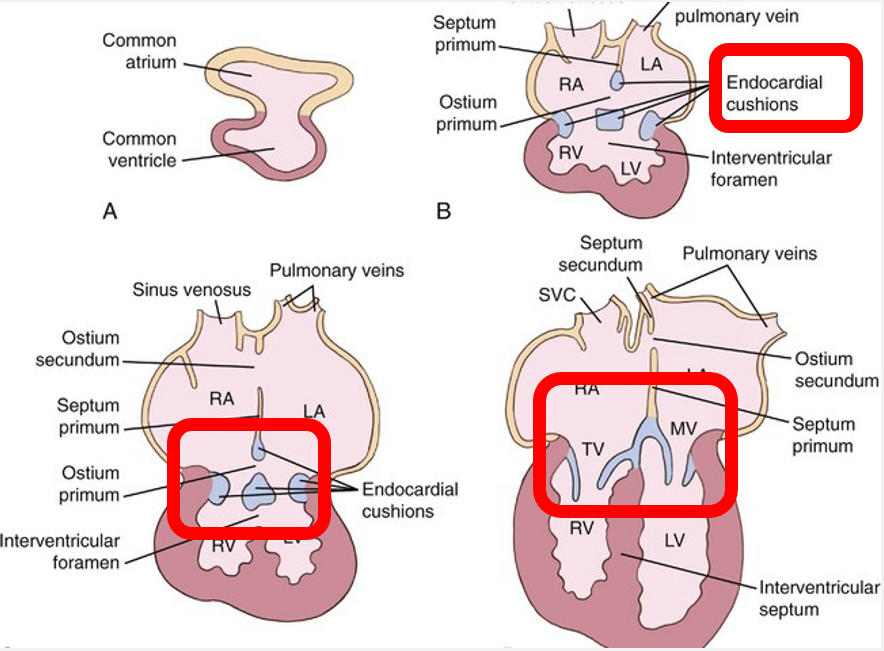 Common
atrium
Common
ventricle
A
Septum
primum
pulmonary vein
RA
LA
Endocardial
cushions
Ostium
primum
RV
LV
Interventricular
foramen
B
Sinus venosus
Pulmonary veins
Ostium
secundum
RA
LA
Septum
primum
Ostium
primum
Endocardial
cushions
Interventricular
foramen
RV
LV
Septum
secundum
Pulmonary veins
SVC
Ostium
secundum
RA
LA
Septum
primum
MV
TV
RV
LV
Interventricular
septum